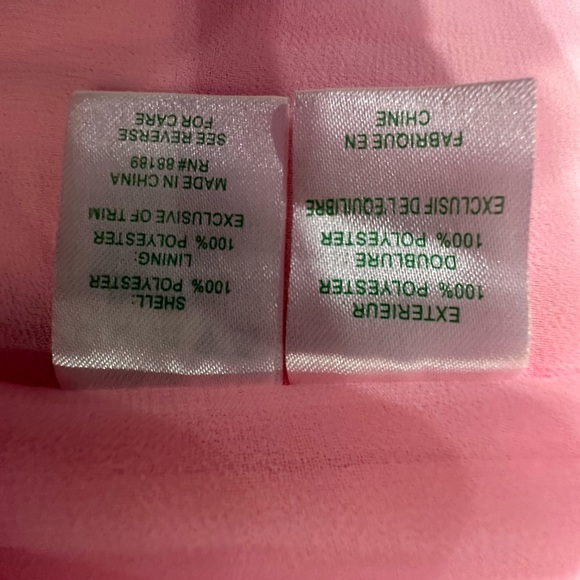 EXTERIEUR
100% POLYESTER
DOUBLURE
100% POLYESTER
EXCLUSIF DE L'EQUILIBRE
FABRIQUE EN
CHINE
SHELL:
100% POLYESTER
LINING:
100% POLYESTER
EXCLUSIVE OF TRIM
MADE IN CHINA
RN# 88189
SEE REVERSE
FOR CARE